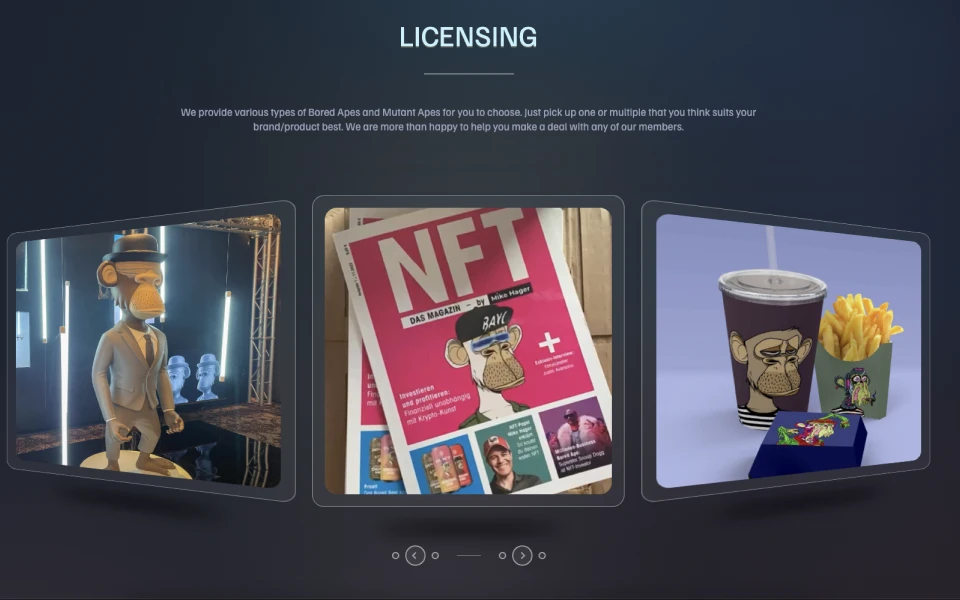 LICENSING
We provide various types of Bored Apes and Mutant Apes for you to choose. Just pick up one or multiple that you think suits your
brand/product best. We are more than happy to help you make a deal with any of our members.
NFT
DAS MAGAZIN - by Mike Hager
BAYC
Investieren
und profitieren:
Finanziell unabhängig
mit Krypto-Kunst